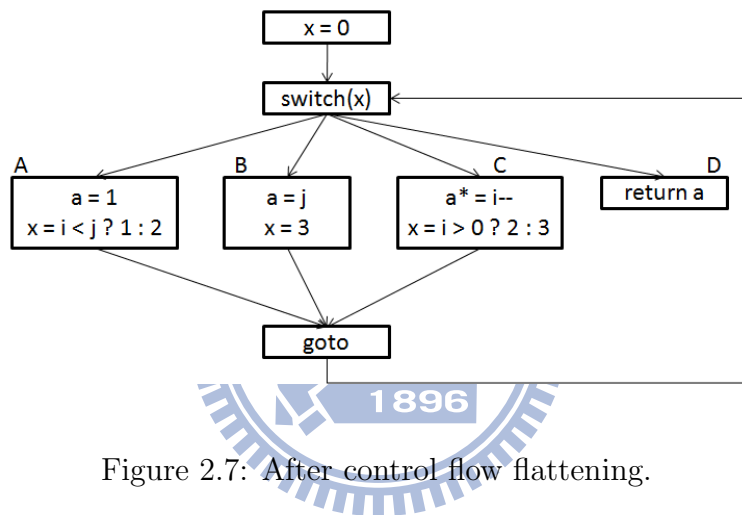 x = 0
switch(x)
A
B
C
D
a = 1
x = i < j ? 1 : 2
a = j
x = 3
a* = i--
x = i > 0 ? 2 : 3
return a
goto
1896
Figure 2.7: After control flow flattening.